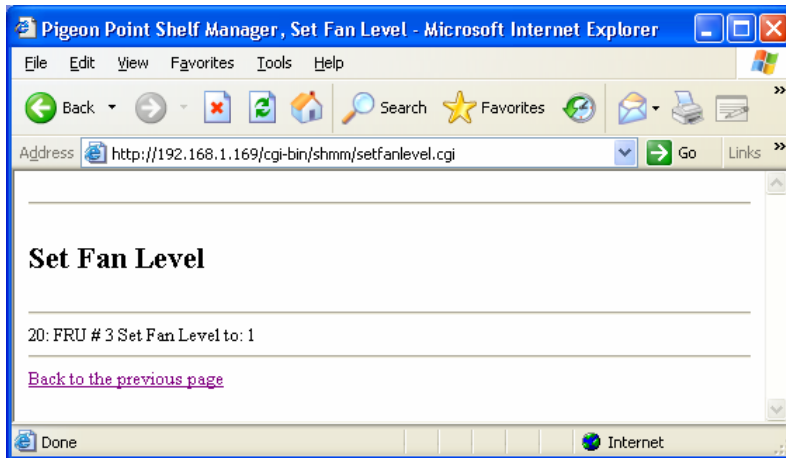 Pigeon Point Shelf Manager, Set Fan Level - Microsoft Internet Explorer
File Edit View Favorites Tools Help
Back Search Favorites »
Address http://192.168.1.169/cgi-bin/shmm/setfanlevel.cgi Go Links »
Set Fan Level
20: FRU # 3 Set Fan Level to: 1
Back to the previous page
Done Internet